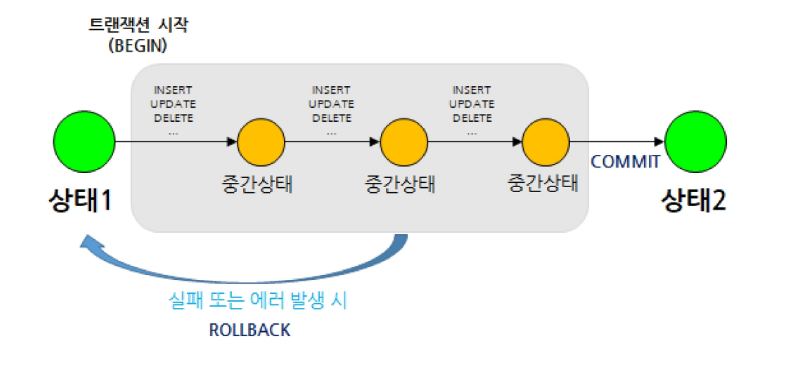 트랜잭션 시작
(BEGIN)
INSERT
UPDATE
DELETE
...
INSERT
UPDATE
DELETE
...
INSERT
UPDATE
DELETE
...
상태1
중간상태
중간상태
중간상태
COMMIT
상태2
실패 또는 에러 발생 시
ROLLBACK